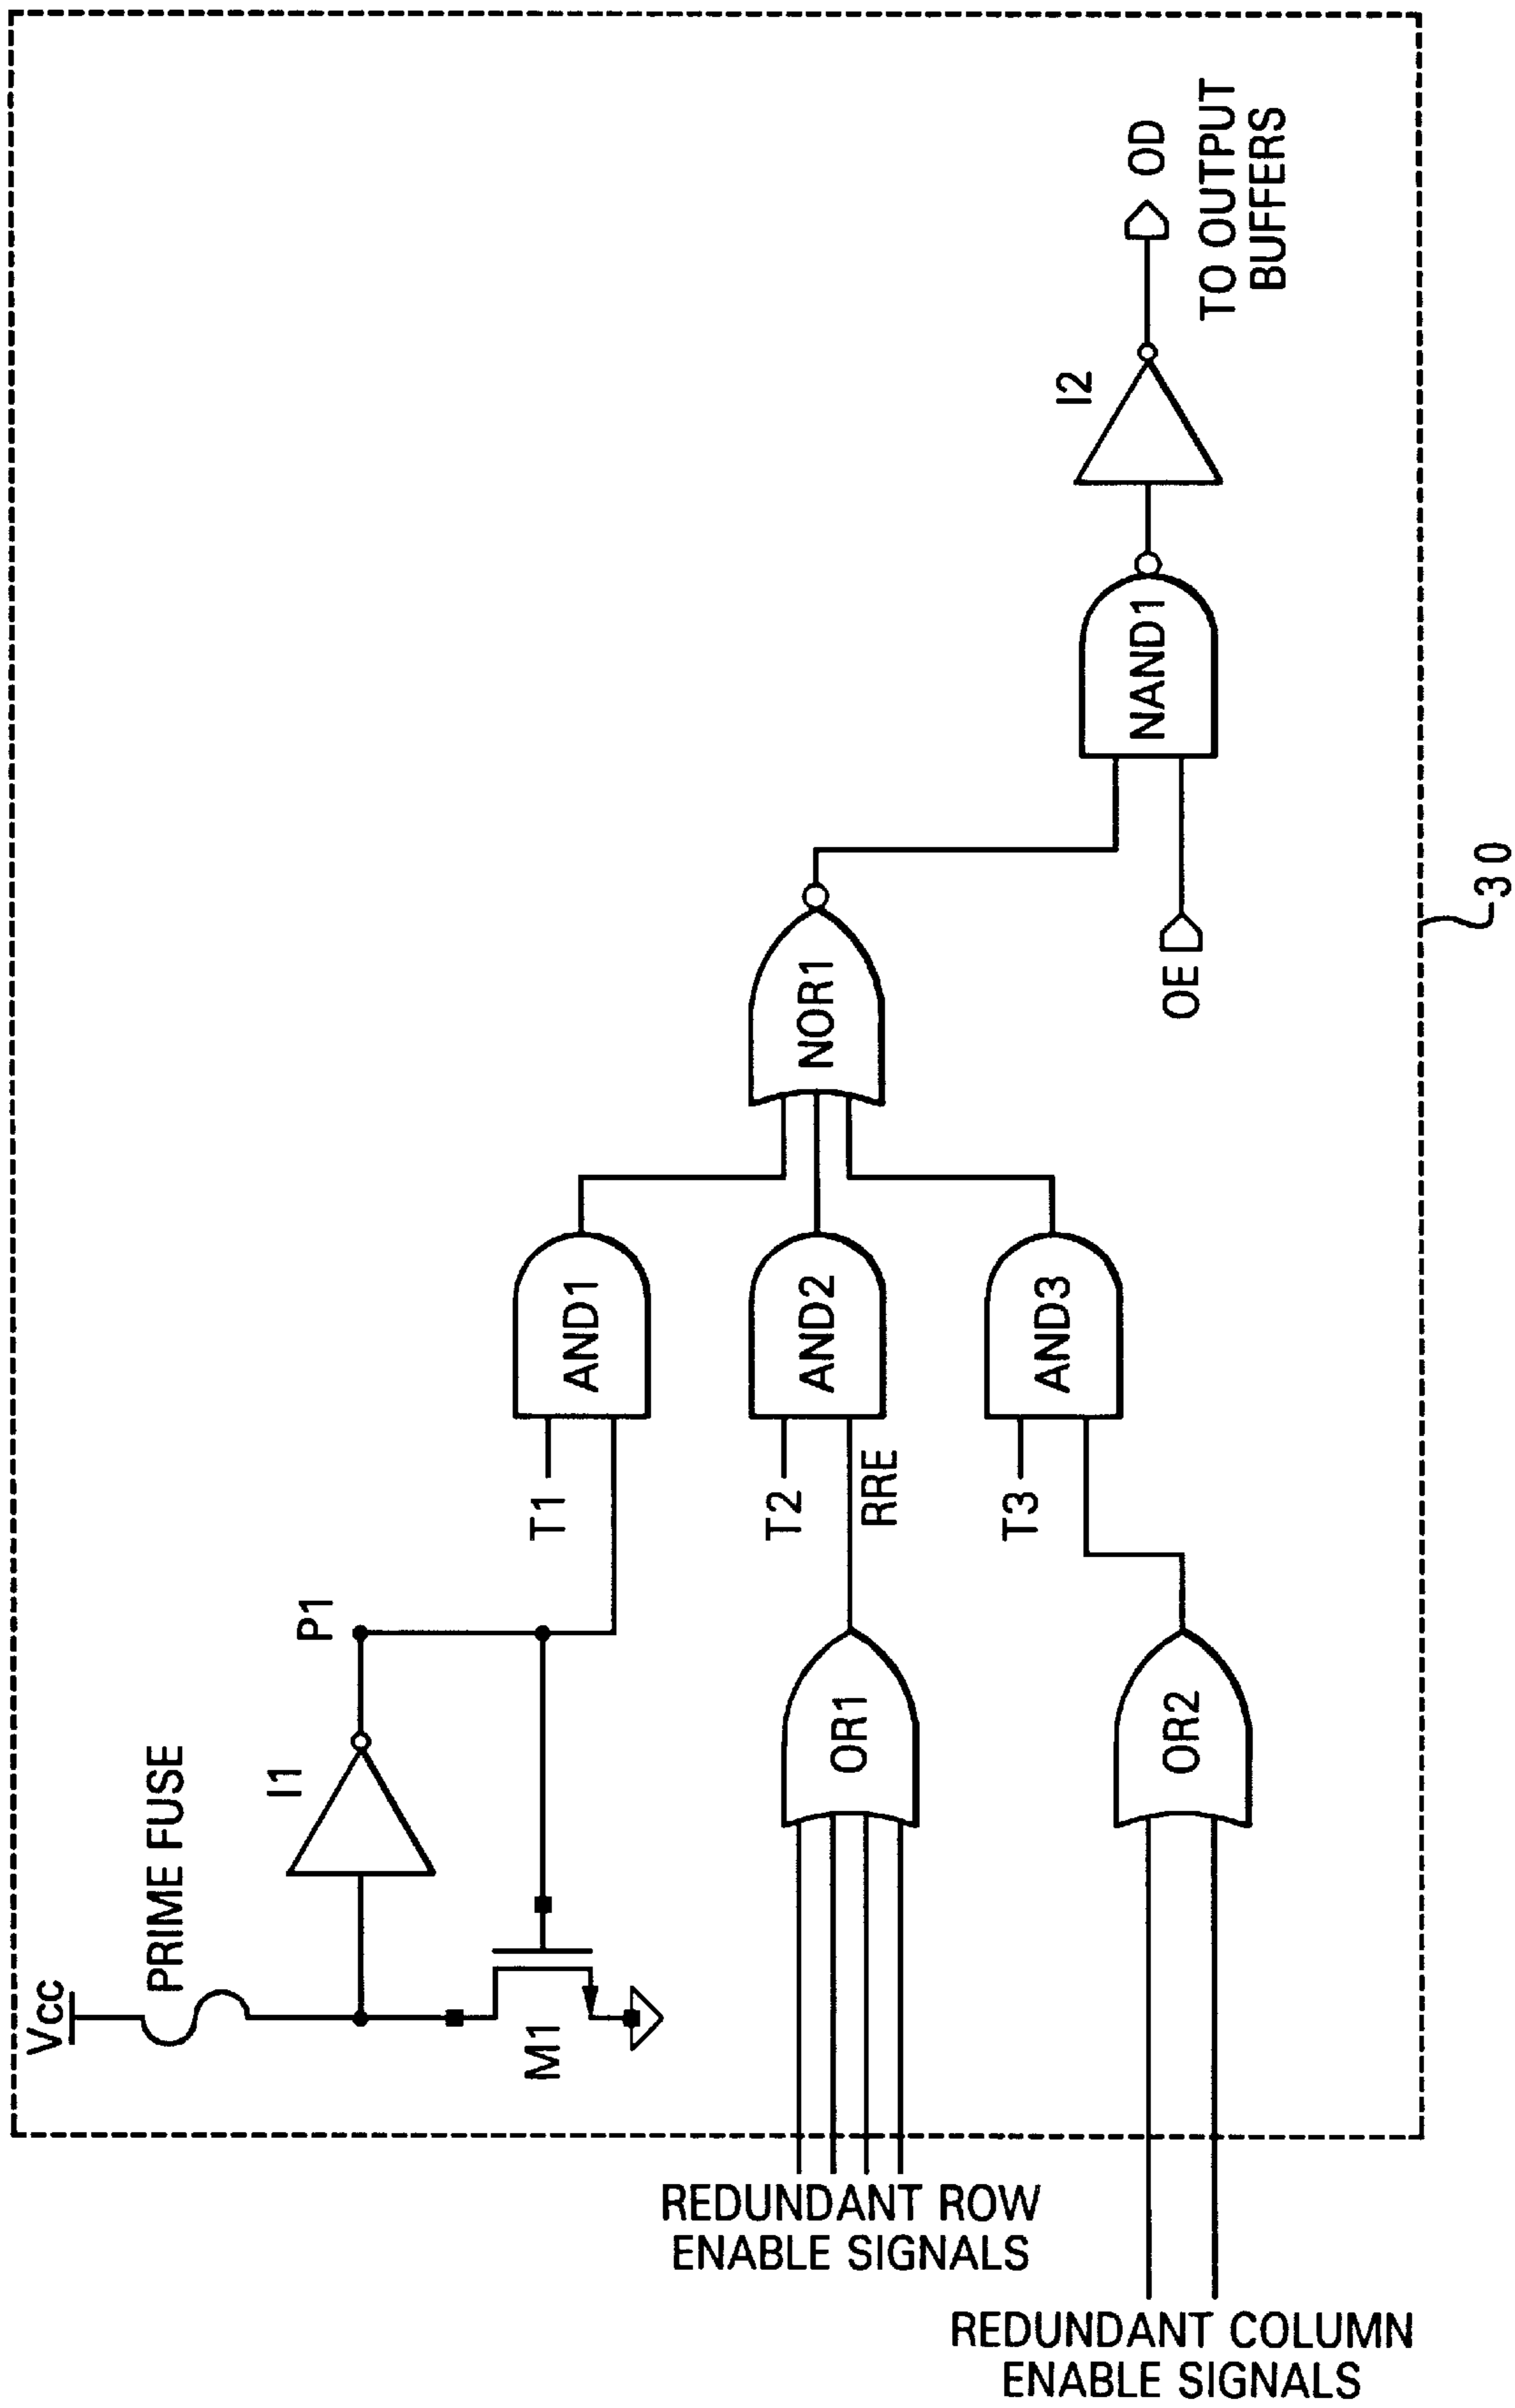 Vcc
PRIME FUSE
I1
P1
M1
T1
AND1
REDUNDANT ROW
ENABLE SIGNALS
OR1
T2
RRE
AND2
NOR1
REDUNDANT COLUMN
ENABLE SIGNALS
OR2
T3
AND3
OE
NAND1
I2
OD
TO OUTPUT
BUFFERS
30